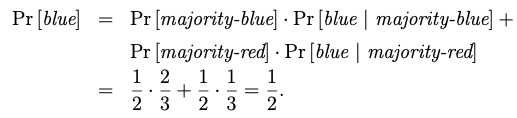 Pr [blue] = Pr [majority-blue] · Pr [blue | majority-blue] +
Pr [majority-red] · Pr [blue | majority-red]
= 1/2 · 2/3 + 1/2 · 1/3 = 1/2.